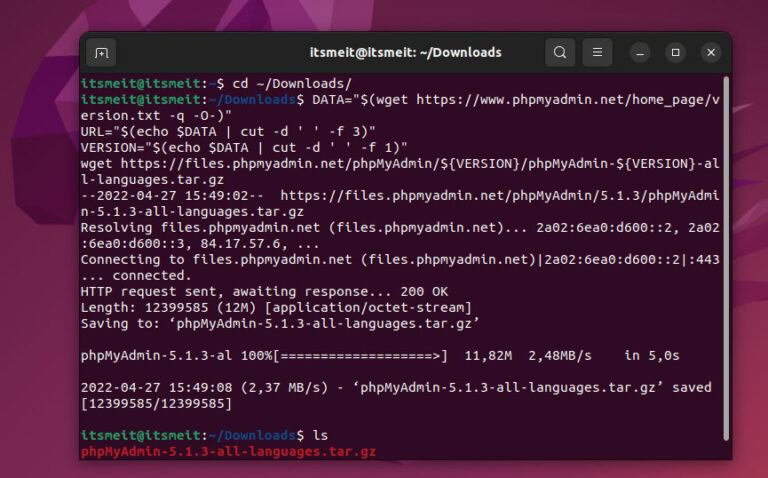 itsmeit@itsmeit: ~/Downloads
itsmeit@itsmeit:~$ cd ~/Downloads/
itsmeit@itsmeit:~/Downloads$ DATA="$(wget https://www.phpmyadmin.net/home_page/v
ersion.txt -q -O-)"
URL="$(echo $DATA | cut -d ' ' -f 3)"
VERSION="$(echo $DATA | cut -d ' ' -f 1)"
wget https://files.phpmyadmin.net/phpMyAdmin/${VERSION}/phpMyAdmin-${VERSION}-al
l-languages.tar.gz
--2022-04-27 15:49:02--  https://files.phpmyadmin.net/phpMyAdmin/5.1.3/phpMyAdmi
n-5.1.3-all-languages.tar.gz
Resolving files.phpmyadmin.net (files.phpmyadmin.net)... 2a02:6ea0:d600::2, 2a02
:6ea0:d600::3, 84.17.57.6, ...
Connecting to files.phpmyadmin.net (files.phpmyadmin.net)|2a02:6ea0:d600::2|:443
... connected.
HTTP request sent, awaiting response... 200 OK
Length: 12399585 (12M) [application/octet-stream]
Saving to: ‘phpMyAdmin-5.1.3-all-languages.tar.gz’
phpMyAdmin-5.1.3-al 100%[===================>]  11,82M  2,48MB/s    in 5,0s
2022-04-27 15:49:08 (2,37 MB/s) - ‘phpMyAdmin-5.1.3-all-languages.tar.gz’ saved
[12399585/12399585]
itsmeit@itsmeit:~/Downloads$ ls
phpMyAdmin-5.1.3-all-languages.tar.gz